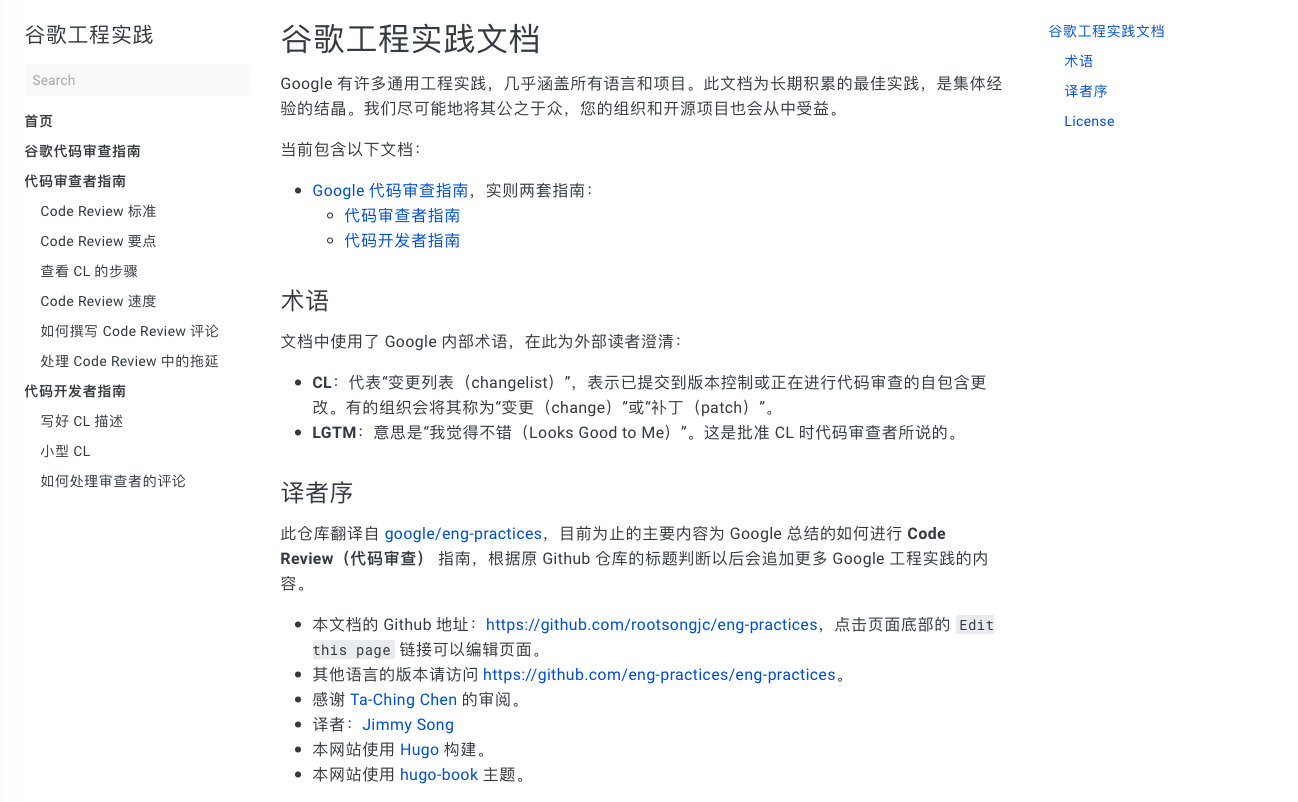 谷歌工程实践
Search
首页
谷歌代码审查指南
代码审查者指南
Code Review 标准
Code Review 要点
查看 CL 的步骤
Code Review 速度
如何撰写 Code Review 评论
处理 Code Review 中的拖延
代码开发者指南
写好 CL 描述
小型 CL
如何处理审查者的评论
谷歌工程实践文档
Google 有许多通用工程实践，几乎涵盖所有语言和项目。此文档为长期积累的最佳实践，是集体经
验的结晶。我们尽可能地将其公之于众，您的组织和开源项目也会从中受益。
当前包含以下文档：
Google 代码审查指南，实则两套指南：
代码审查者指南
代码开发者指南
术语
文档中使用了 Google 内部术语，在此为外部读者澄清：
CL：代表“变更列表（changelist）”，表示已提交到版本控制或正在进行代码审查的自包含更
改。有的组织会将其称为“变更（change）”或“补丁（patch）”。
LGTM：意思是“我觉得不错（Looks Good to Me）”。这是批准 CL 时代码审查者所说的。
译者序
此仓库翻译自 google/eng-practices，目前为止的主要内容为 Google 总结的如何进行 Code
Review（代码审查） 指南，根据原 Github 仓库的标题判断以后会追加更多 Google 工程实践的内
容。
本文档的 Github 地址：https://github.com/rootsongjc/eng-practices，点击页面底部的 Edit
this page 链接可以编辑页面。
其他语言的版本请访问 https://github.com/eng-practices/eng-practices。
感谢 Ta-Ching Chen 的审阅。
译者：Jimmy Song
本网站使用 Hugo 构建。
本网站使用 hugo-book 主题。
谷歌工程实践文档
术语
译者序
License